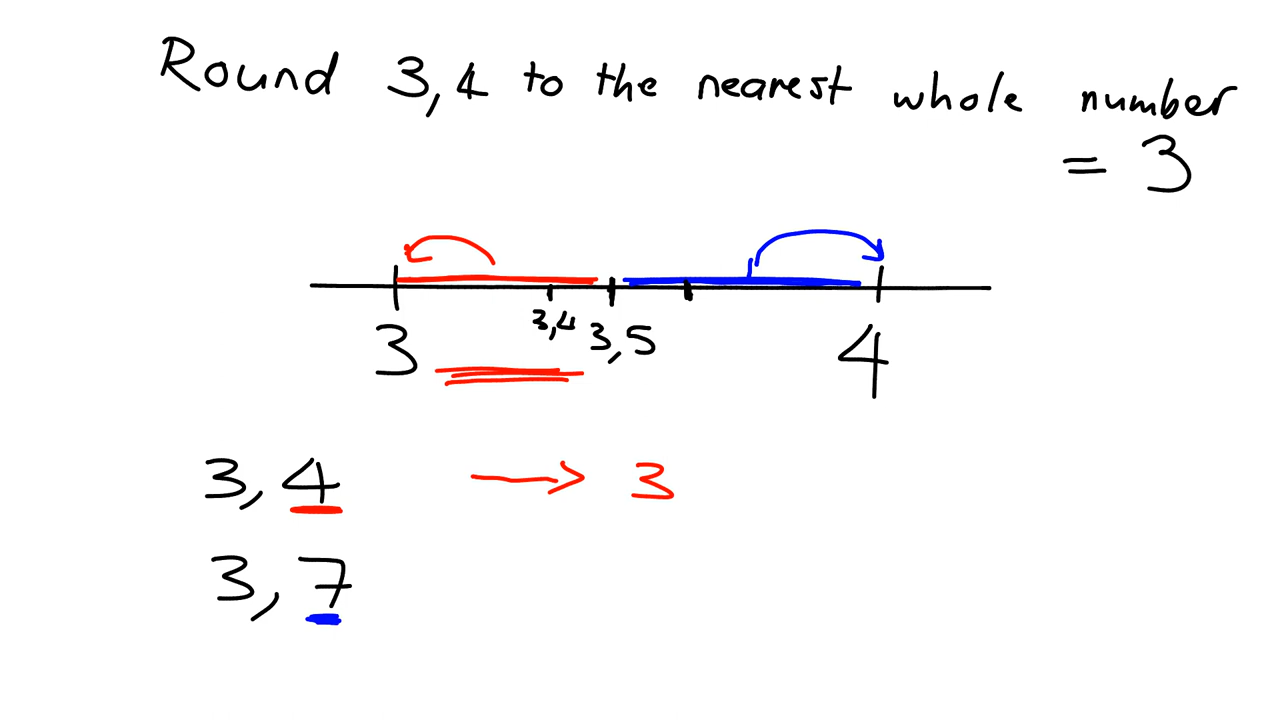 Round 3,4 to the nearest whole number
= 3
3 3,4 3,5 4
3,4 → 3
3,7